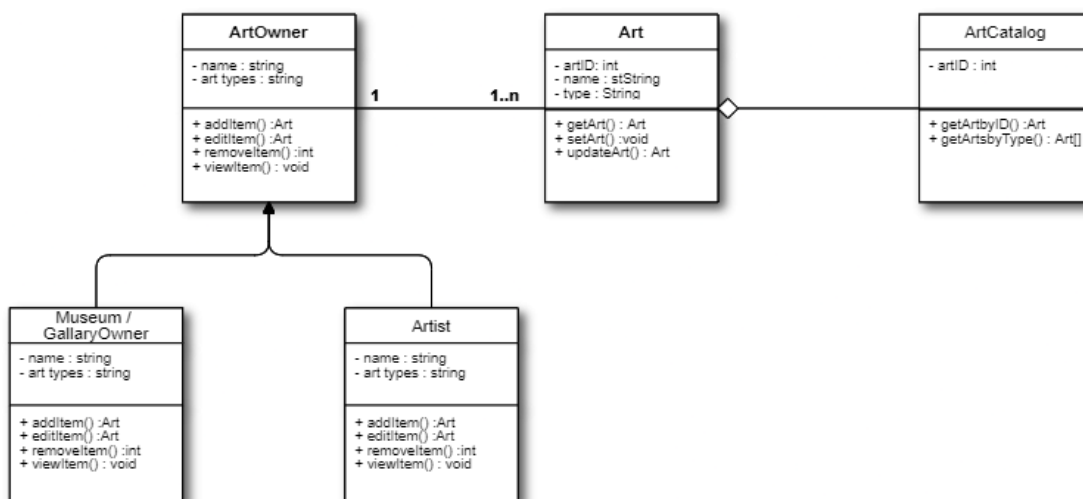 ArtOwner
- name : string
- art types : string
+ addItem() :Art
+ editItem() :Art
+ removeItem() :int
+ viewItem() : void
1
1..n
Art
- artID: int
- name : stString
- type : String
+ getArt() : Art
+ setArt() :void
+ updateArt() : Art
ArtCatalog
- artID : int
+ getArtbyID() :Art
+ getArtsbyType() : Art[]
Museum /
GallaryOwner
- name : string
- art types : string
+ addItem() :Art
+ editItem() :Art
+ removeItem() :int
+ viewItem() : void
Artist
- name : string
- art types : string
+ addItem() :Art
+ editItem() :Art
+ removeItem() :int
+ viewItem() : void